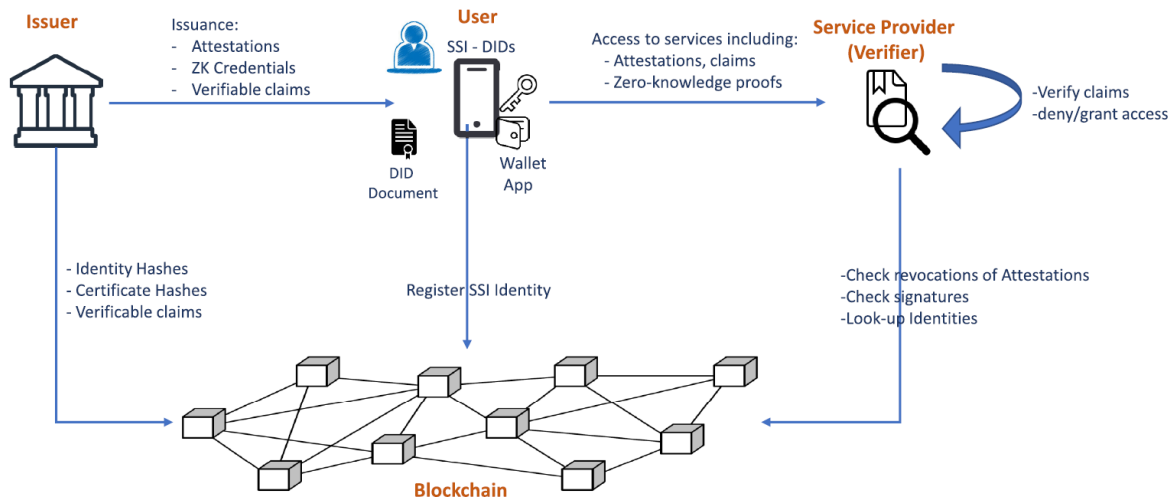 Issuer
Issuance:
- Attestations
- ZK Credentials
- Verifiable claims
User
SSI - DIDs
DID
Document
Wallet
App
Access to services including:
- Attestations, claims
- Zero-knowledge proofs
Service Provider
(Verifier)
-Verify claims
-deny/grant access
- Identity Hashes
- Certificate Hashes
- Verificable claims
Register SSI Identity
-Check revocations of Attestations
-Check signatures
-Look-up Identities
Blockchain